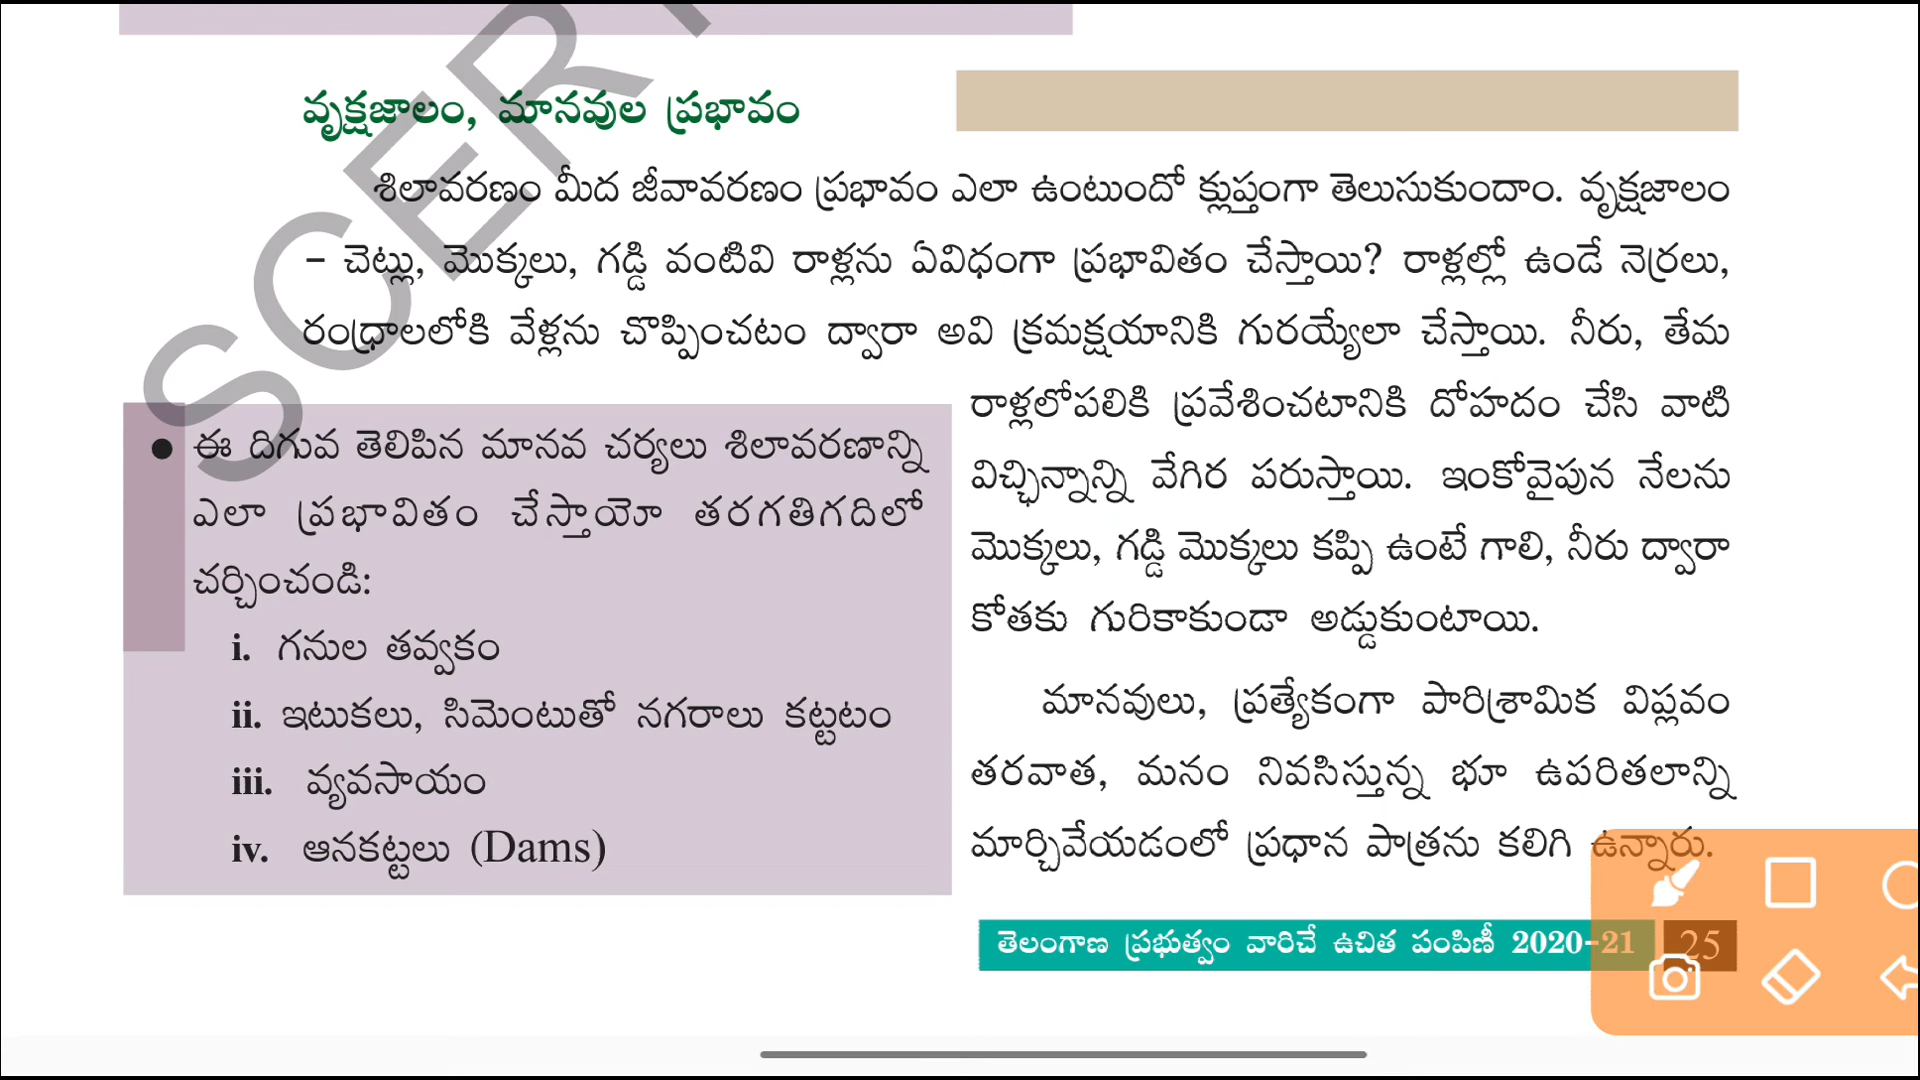 వృక్షజాలం, మానవుల ప్రభావం
శిలావరణం మీద జీవావరణం ప్రభావం ఎలా ఉంటుందో క్లుప్తంగా తెలుసుకుందాం. వృక్షజాలం
– చెట్లు, మొక్కలు, గడ్డి వంటివి రాళ్లను ఏవిధంగా ప్రభావితం చేస్తాయి? రాళ్లల్లో ఉండే నెర్రలు,
రంధ్రాలలోకి వేళ్లను చొప్పించటం ద్వారా అవి క్రమక్షయానికి గురయ్యేలా చేస్తాయి. నీరు, తేమ
రాళ్లలోపలికి ప్రవేశించటానికి దోహదం చేసి వాటి
విచ్ఛిన్నాన్ని వేగిర పరుస్తాయి. ఇంకోవైపున నేలను
మొక్కలు, గడ్డి మొక్కలు కప్పి ఉంటే గాలి, నీరు ద్వారా
కోతకు గురికాకుండా అడ్డుకుంటాయి.
మానవులు, ప్రత్యేకంగా పారిశ్రామిక విప్లవం
తరవాత, మనం నివసిస్తున్న భూ ఉపరితలాన్ని
మార్చివేయడంలో ప్రధాన పాత్రను కలిగి ఉన్నారు.
• ఈ దిగువ తెలిపిన మానవ చర్యలు శిలావరణాన్ని
ఎలా ప్రభావితం చేస్తాయో తరగతిగదిలో
చర్చించండి:
i. గనుల తవ్వకం
ii. ఇటుకలు, సిమెంటుతో నగరాలు కట్టటం
iii. వ్యవసాయం
iv. ఆనకట్టలు (Dams)
తెలంగాణ ప్రభుత్వం వారిచే ఉచిత పంపిణీ 2020-21 25
SCERT